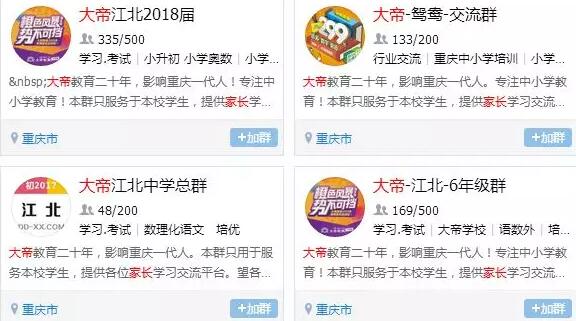 橙色风暴
势不可挡
大帝江北2018届
335/500
学习.考试 | 小升初 小学奥数 | 小学...
&nbsp;大帝教育二十年，影响重庆一代人！专注中
小学教育！本群只服务于本校学生，提供家长学...
重庆市
+加群
大帝-鸳鸯-交流群
133/200
行业交流 | 重庆中小学培训 | 小学...
大帝教育二十年，影响重庆一代人。专注中小学
教育！本群只服务于本校学生，提供家长学习交流...
重庆市
+加群
初2017
江北
DD-XX.COM
大帝江北中学总群
48/200
学习.考试 | 数理化语文 培优
大帝教育二十年，影响重庆一代人。本群只用于服
务本校学生，提供各位家长学习交流平台。望各...
重庆市
+加群
橙色风暴
势不可挡
大帝-江北-6年级群
169/500
学习.考试 | 大帝学校 | 语数外 | 培...
大帝教育二十年，影响重庆一代人！专注中小学教
育！本群只服务于本校学生，提供家长学习交流...
重庆市
+加群